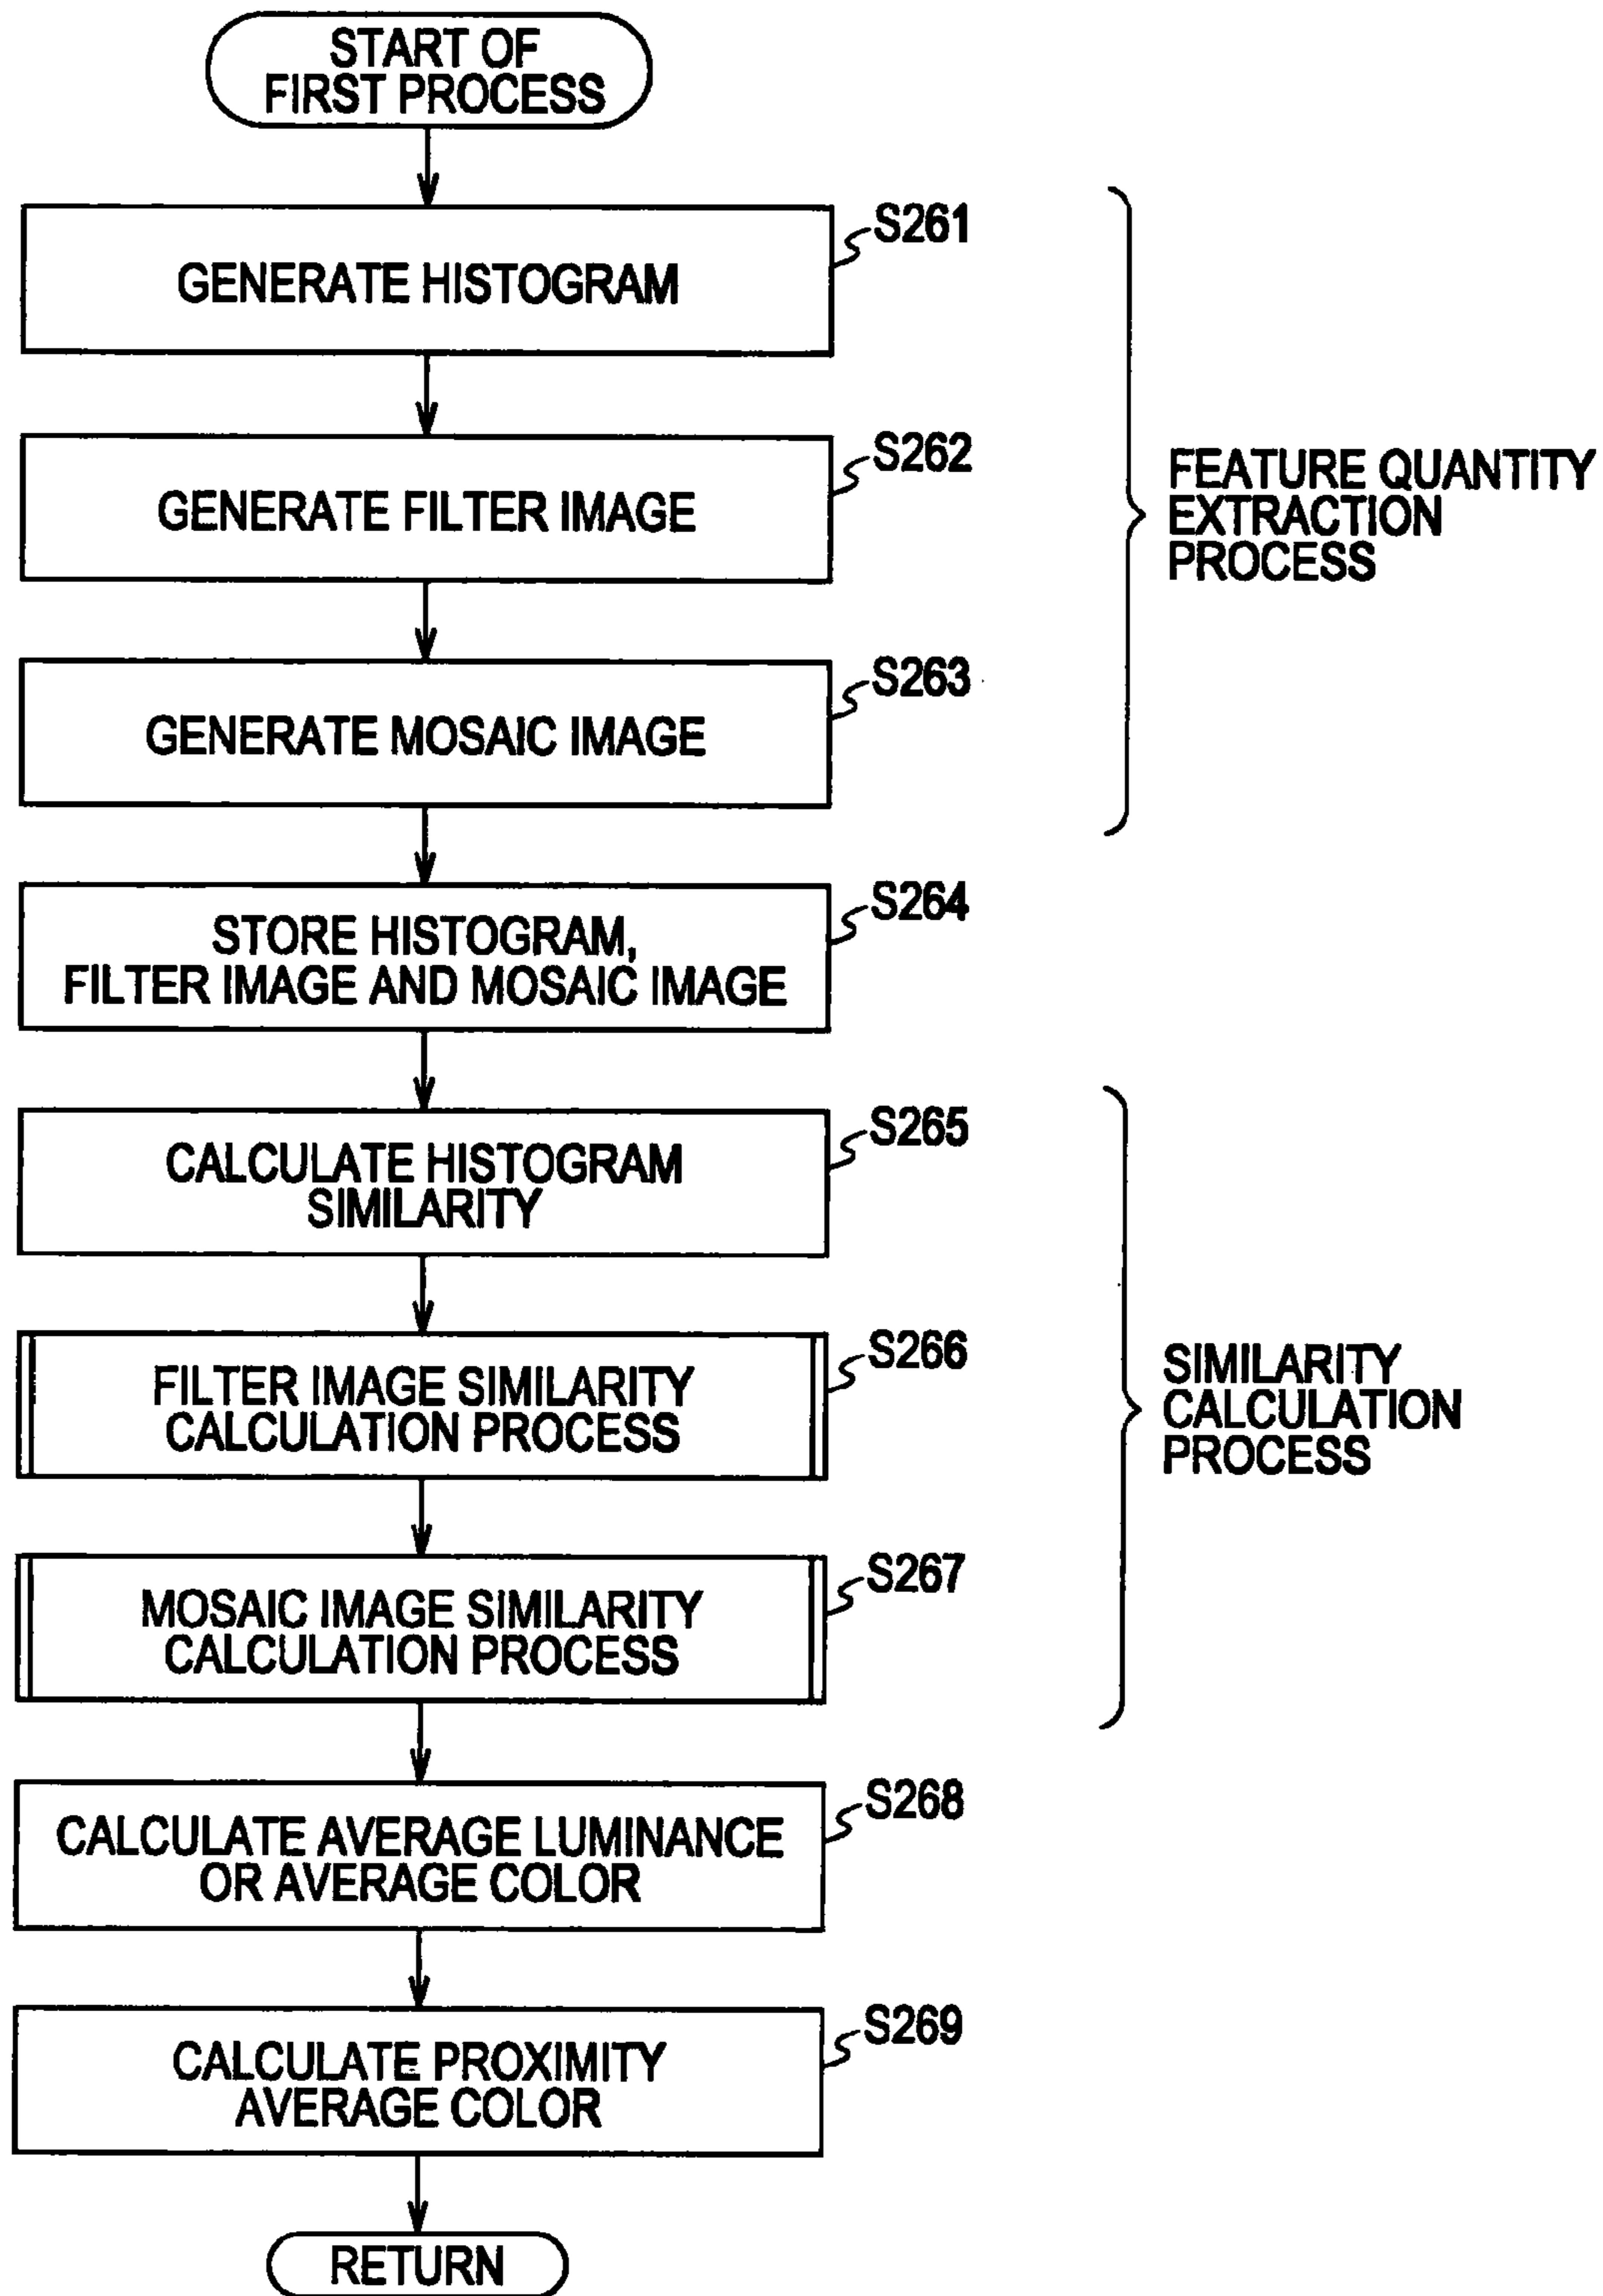 START OF
FIRST PROCESS
S261
GENERATE HISTOGRAM
S262
GENERATE FILTER IMAGE
FEATURE QUANTITY
EXTRACTION
PROCESS
S263
GENERATE MOSAIC IMAGE
S264
STORE HISTOGRAM,
FILTER IMAGE AND MOSAIC IMAGE
S265
CALCULATE HISTOGRAM
SIMILARITY
S266
FILTER IMAGE SIMILARITY
CALCULATION PROCESS
SIMILARITY
CALCULATION
PROCESS
S267
MOSAIC IMAGE SIMILARITY
CALCULATION PROCESS
S268
CALCULATE AVERAGE LUMINANCE
OR AVERAGE COLOR
S269
CALCULATE PROXIMITY
AVERAGE COLOR
RETURN